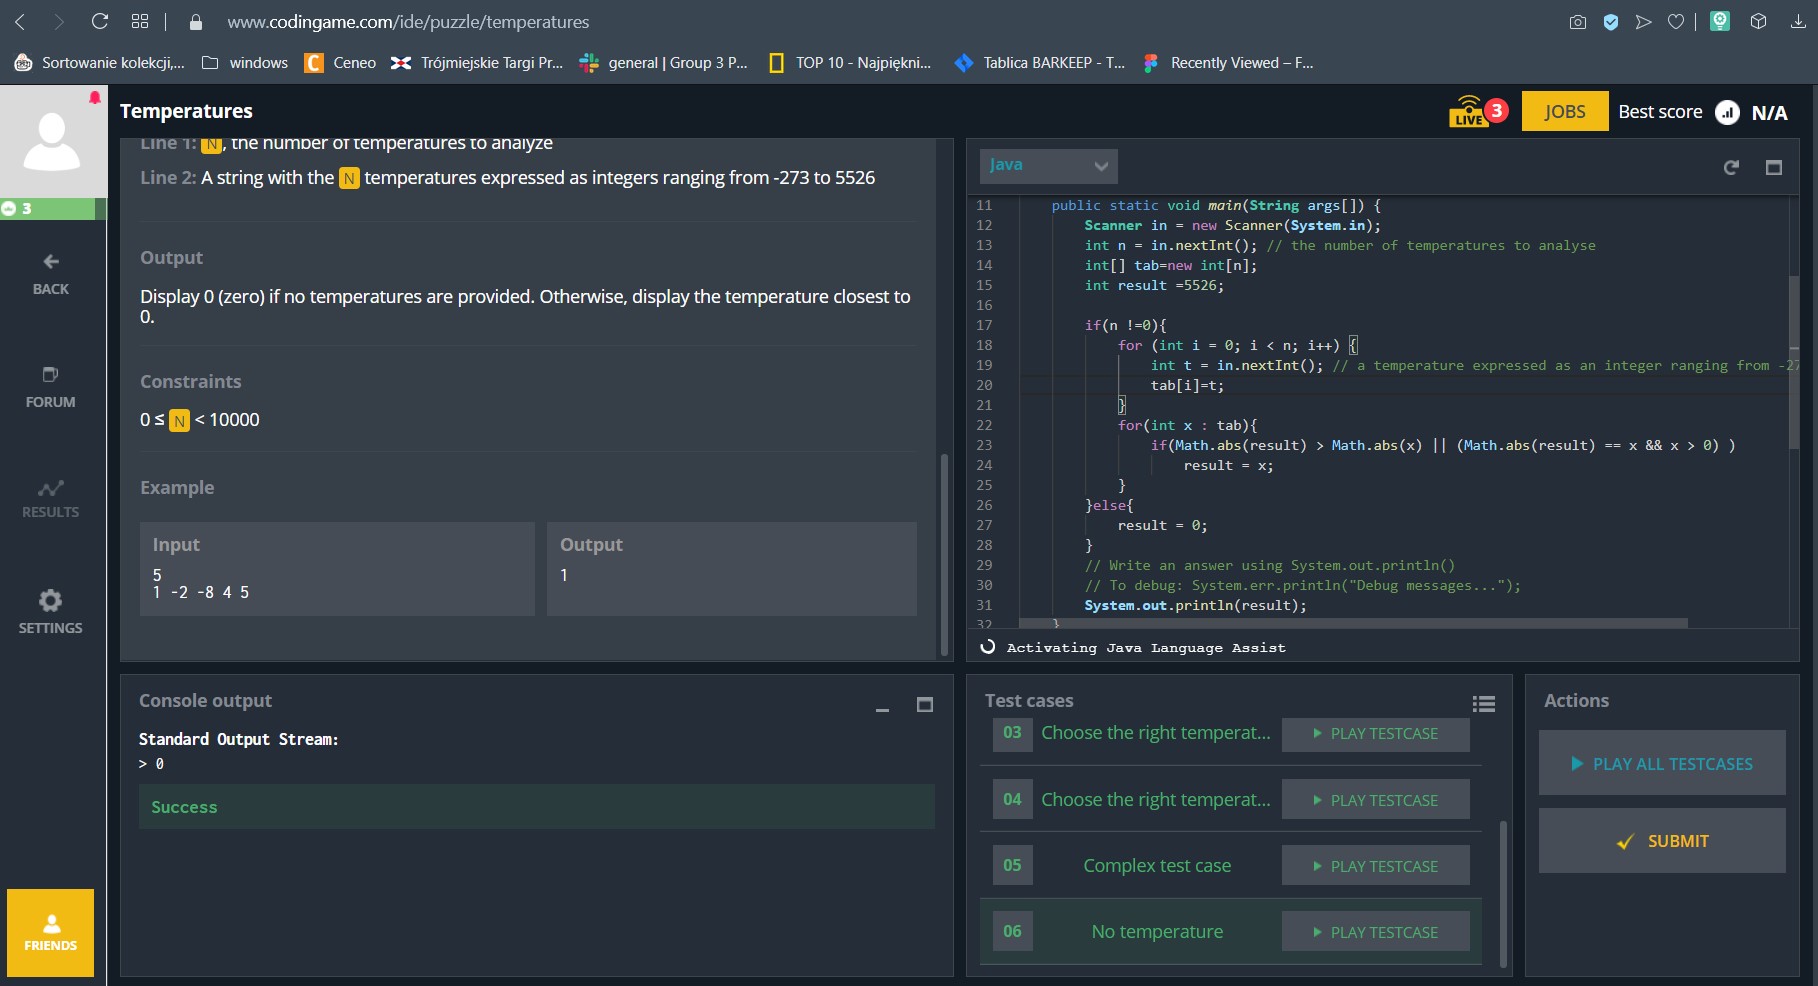 www.codingame.com/ide/puzzle/temperatures
Sortowanie kolekcji,...
windows
C Ceneo
Trójmiejskie Targi Pr...
general | Group 3 P...
TOP 10 - Najpiękni...
Tablica BARKEEP - T...
Recently Viewed – F...
Temperatures
LIVE 3
JOBS
Best score
N/A
3
BACK
FORUM
RESULTS
SETTINGS
FRIENDS
Line 1: N, the number of temperatures to analyze
Line 2: A string with the N temperatures expressed as integers ranging from -273 to 5526
Output
Display 0 (zero) if no temperatures are provided. Otherwise, display the temperature closest to
0.
Constraints
0 ≤ N < 10000
Example
Input
5
1 -2 -8 4 5
Output
1
Java
11 public static void main(String args[]) {
12 Scanner in = new Scanner(System.in);
13 int n = in.nextInt(); // the number of temperatures to analyse
14 int[] tab=new int[n];
15 int result =5526;
16
17 if(n !=0){
18 for (int i = 0; i < n; i++) {
19 int t = in.nextInt(); // a temperature expressed as an integer ranging from -27
20 tab[i]=t;
21 }
22 for(int x : tab){
23 if(Math.abs(result) > Math.abs(x) || (Math.abs(result) == x && x > 0) )
24 result = x;
25 }
26 }else{
27 result = 0;
28 }
29 // Write an answer using System.out.println()
30 // To debug: System.err.println("Debug messages...");
31 System.out.println(result);
32 }
Activating Java Language Assist
Console output
Standard Output Stream:
> 0
Success
Test cases
03 Choose the right temperat... PLAY TESTCASE
04 Choose the right temperat... PLAY TESTCASE
05 Complex test case PLAY TESTCASE
06 No temperature PLAY TESTCASE
Actions
PLAY ALL TESTCASES
SUBMIT